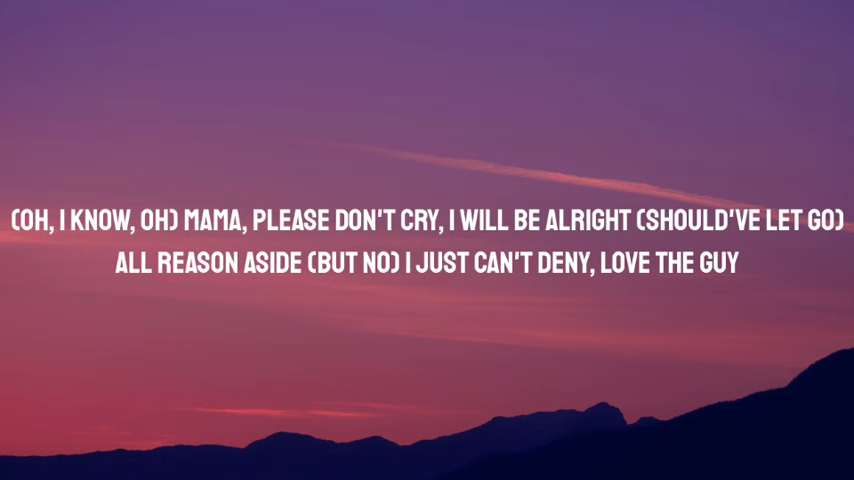 (OH, I KNOW, OH) MAMA, PLEASE DON'T CRY, I WILL BE ALRIGHT (SHOULD'VE LET GO)
ALL REASON ASIDE (BUT NO) I JUST CAN'T DENY, LOVE THE GUY